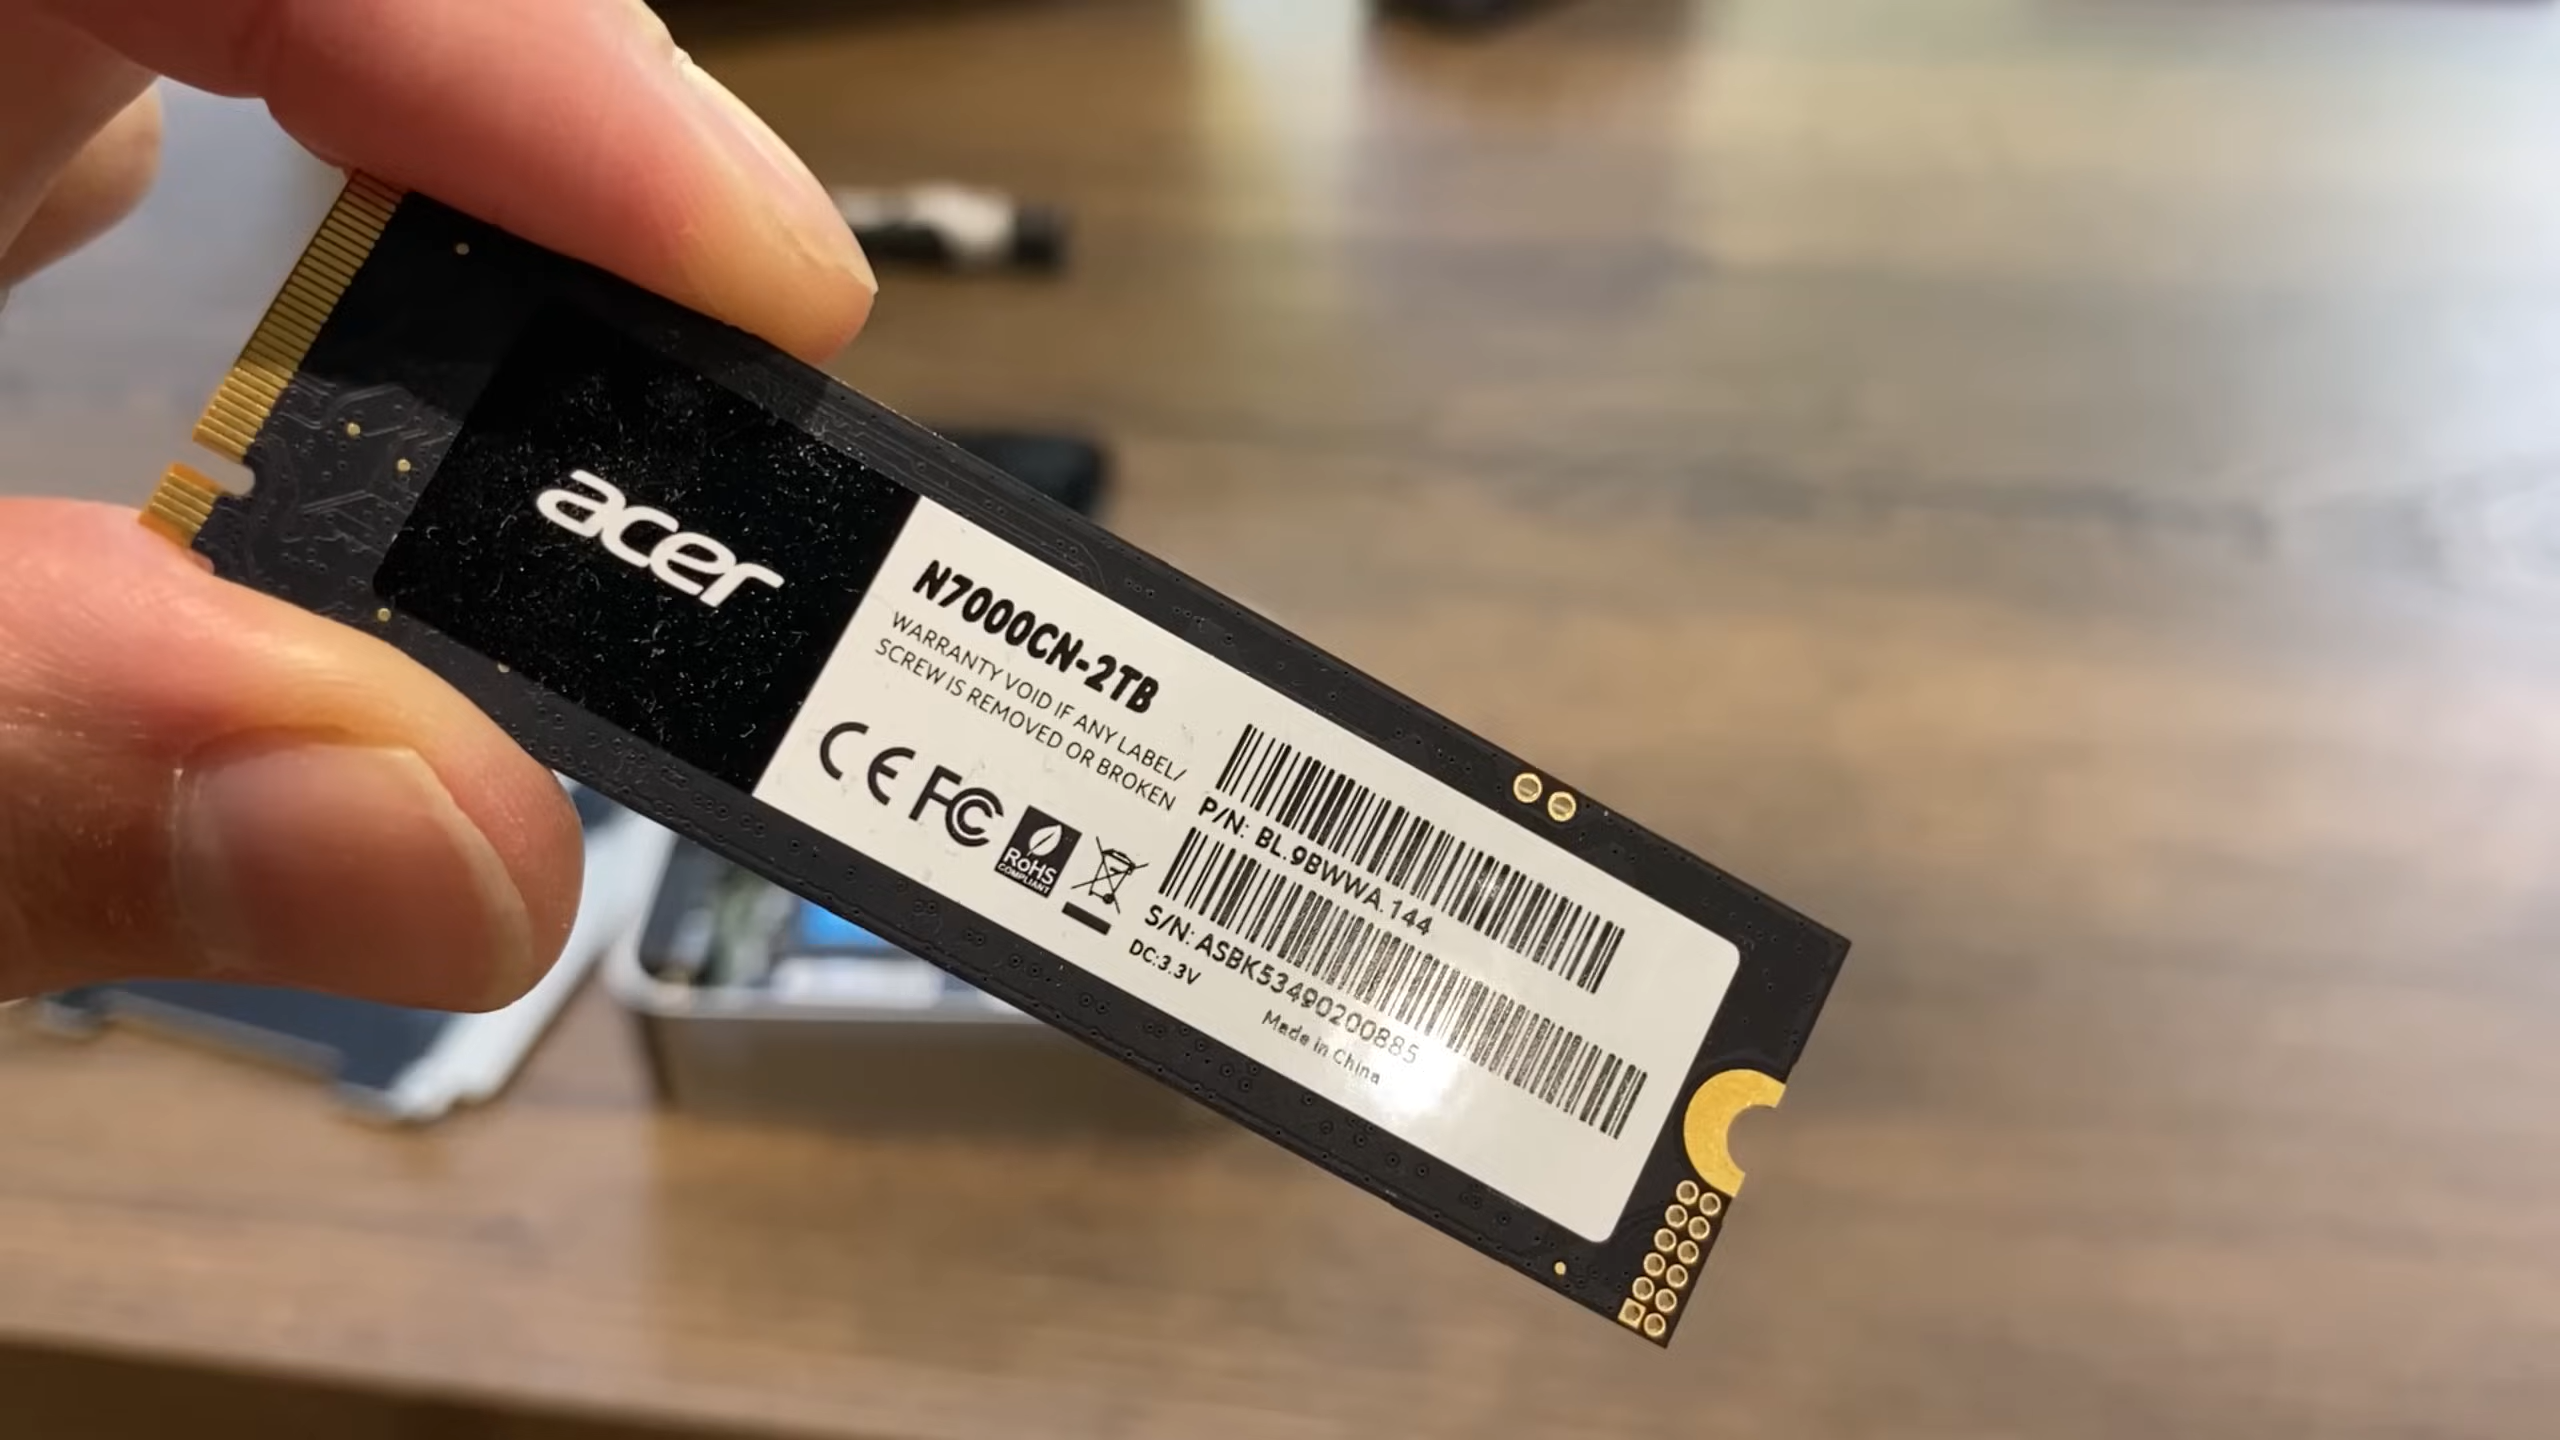 acer
N7000CN-2TB
WARRANTY VOID IF ANY LABEL/
SCREW IS REMOVED OR BROKEN
CE FC
RoHS
COMPLIANT
P/N: BL.9BWWA.144
S/N: ASBK53490200885
DC:3.3V
Made in China